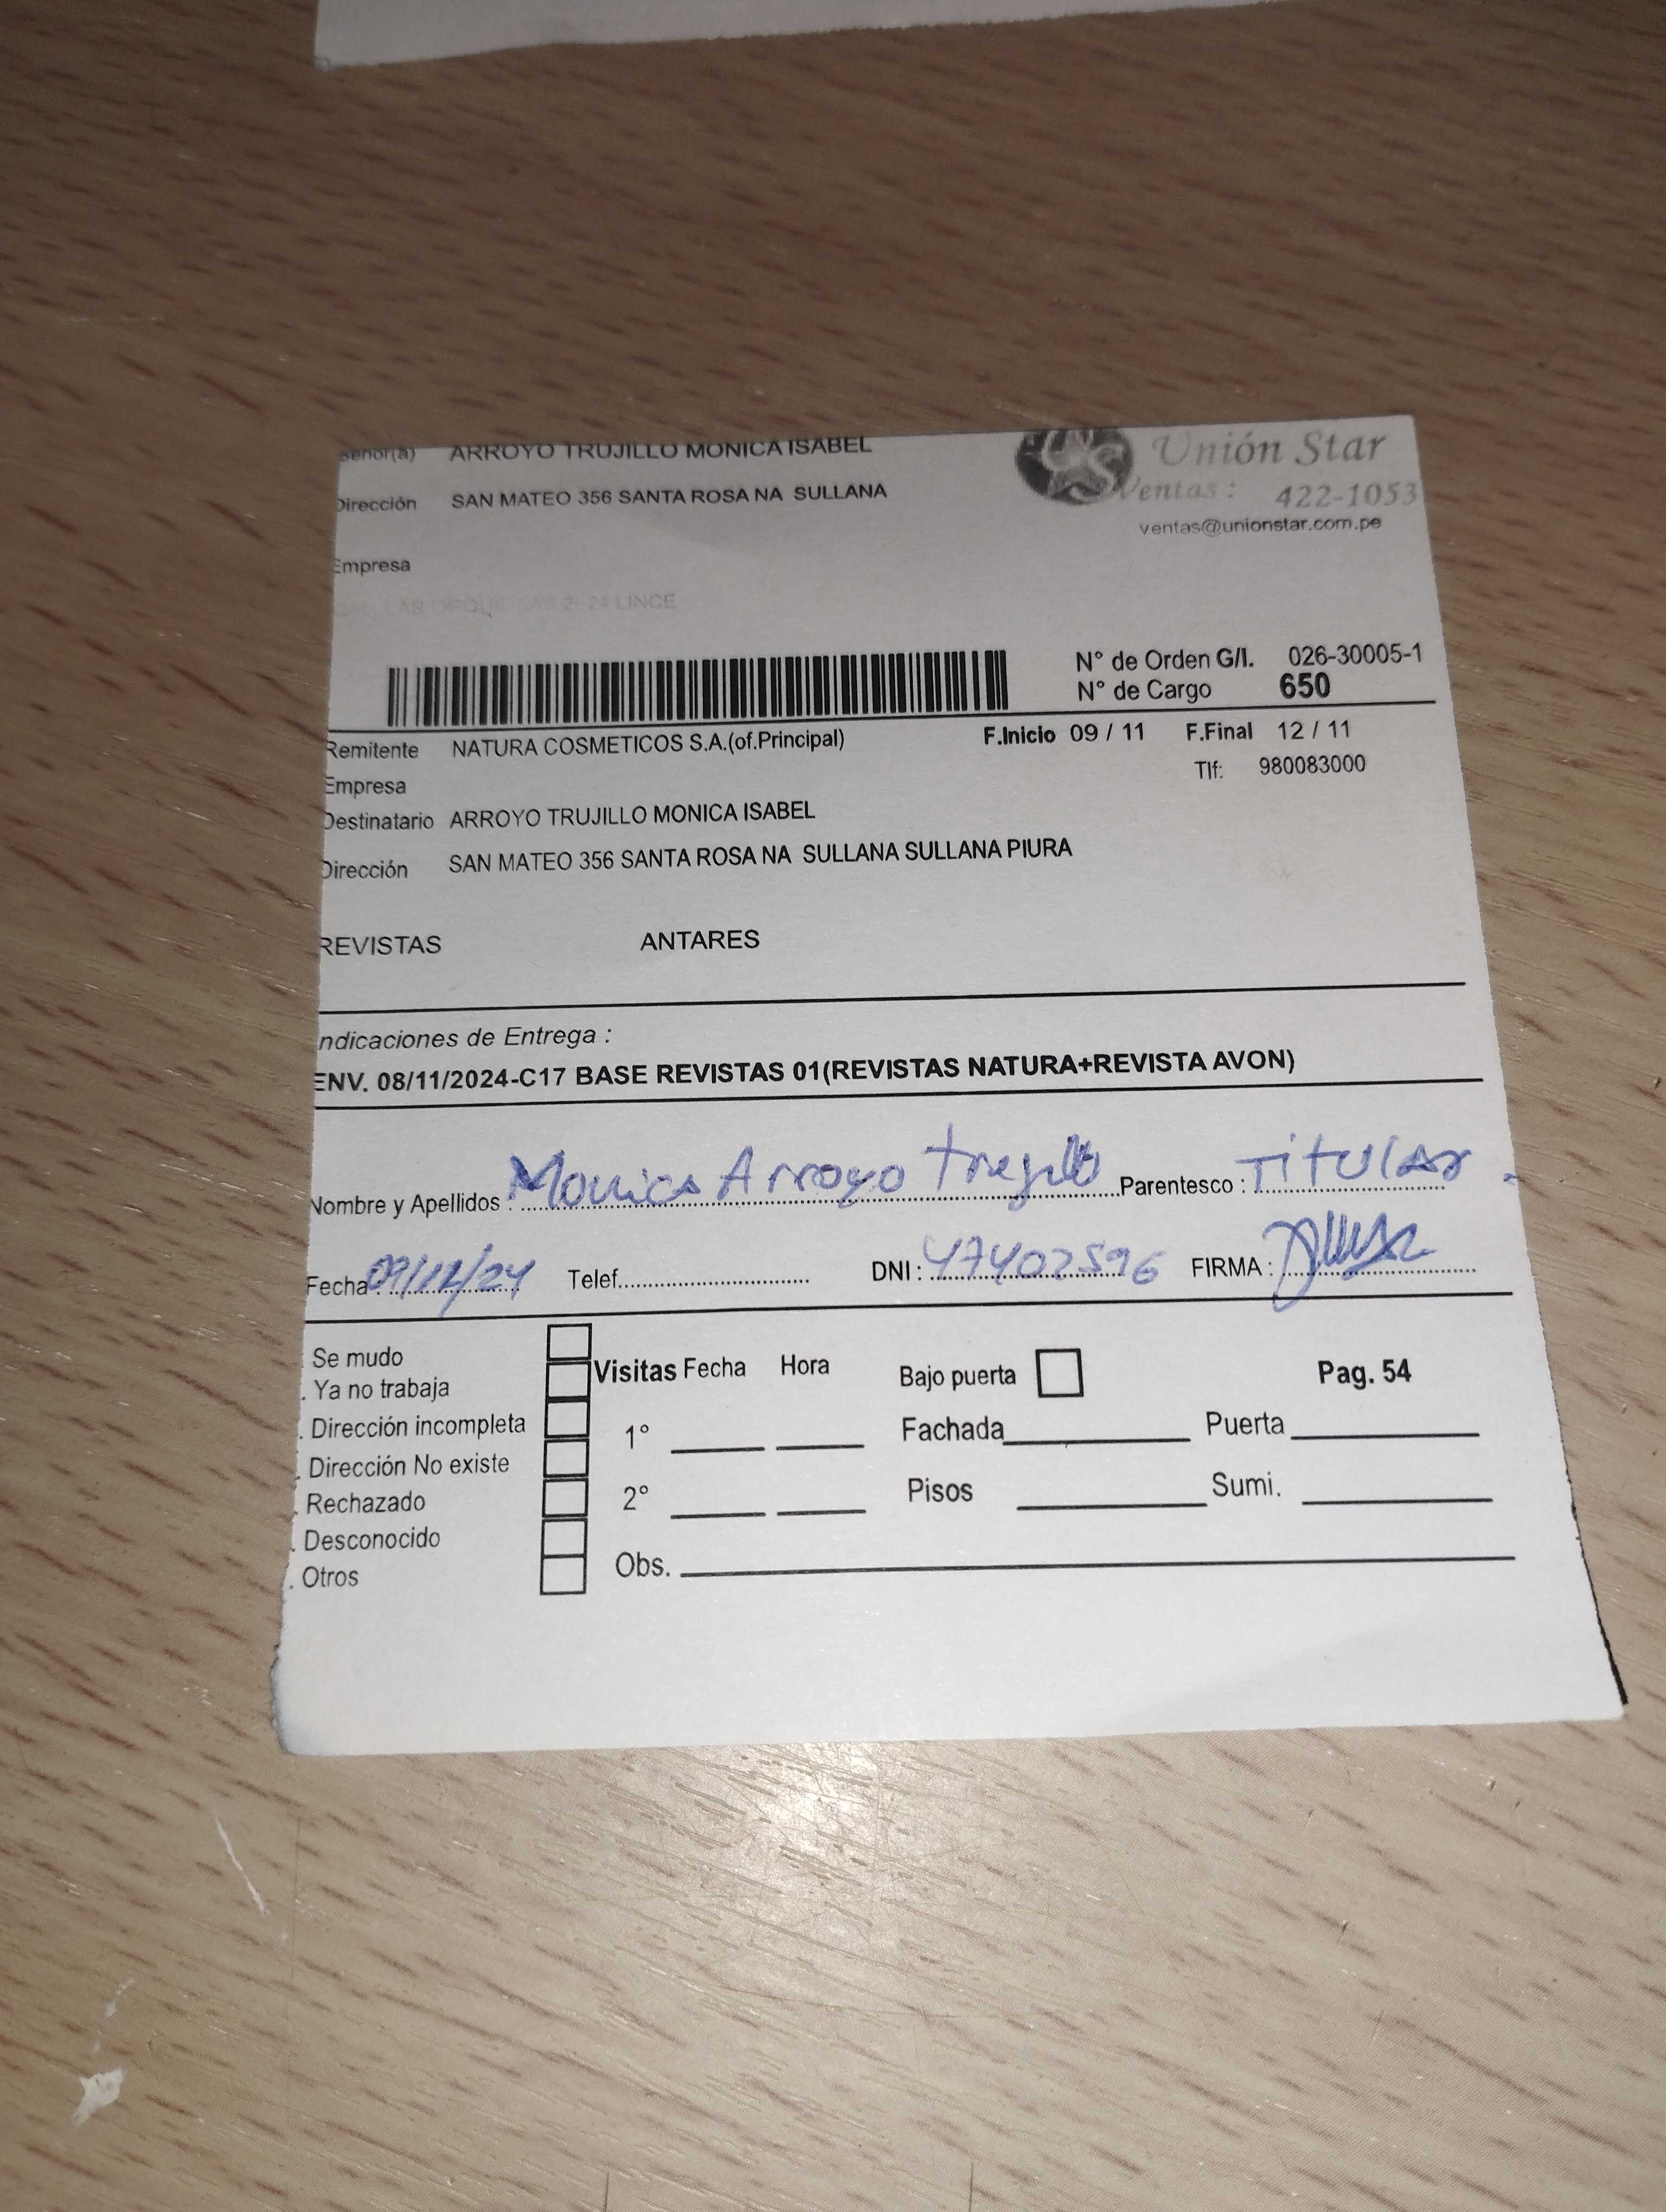 Señor(a) ARROYO TRUJILLO MONICA ISABEL
Unión Star
Dirección SAN MATEO 356 SANTA ROSA NA SULLANA
Ventas : 422-1053
ventas@unionstar.com.pe
Empresa
LINCE
N° de Orden G/I. 026-30005-1
N° de Cargo 650
Remitente NATURA COSMETICOS S.A.(of.Principal) F.Inicio 09 / 11 F.Final 12 / 11
Empresa Tlf: 980083000
Destinatario ARROYO TRUJILLO MONICA ISABEL
Dirección SAN MATEO 356 SANTA ROSA NA SULLANA SULLANA PIURA
REVISTAS ANTARES
ndicaciones de Entrega :
ENV. 08/11/2024-C17 BASE REVISTAS 01(REVISTAS NATURA+REVISTA AVON)
Nombre y Apellidos : Monica Arroyo Trujillo Parentesco : Titular
Fecha : Telef. DNI : 47402596 FIRMA :
Se mudo
. Ya no trabaja
. Dirección incompleta
. Dirección No existe
. Rechazado
. Desconocido
. Otros
Visitas Fecha Hora Bajo puerta Pag. 54
1° Fachada Puerta
2° Pisos Sumi.
Obs.